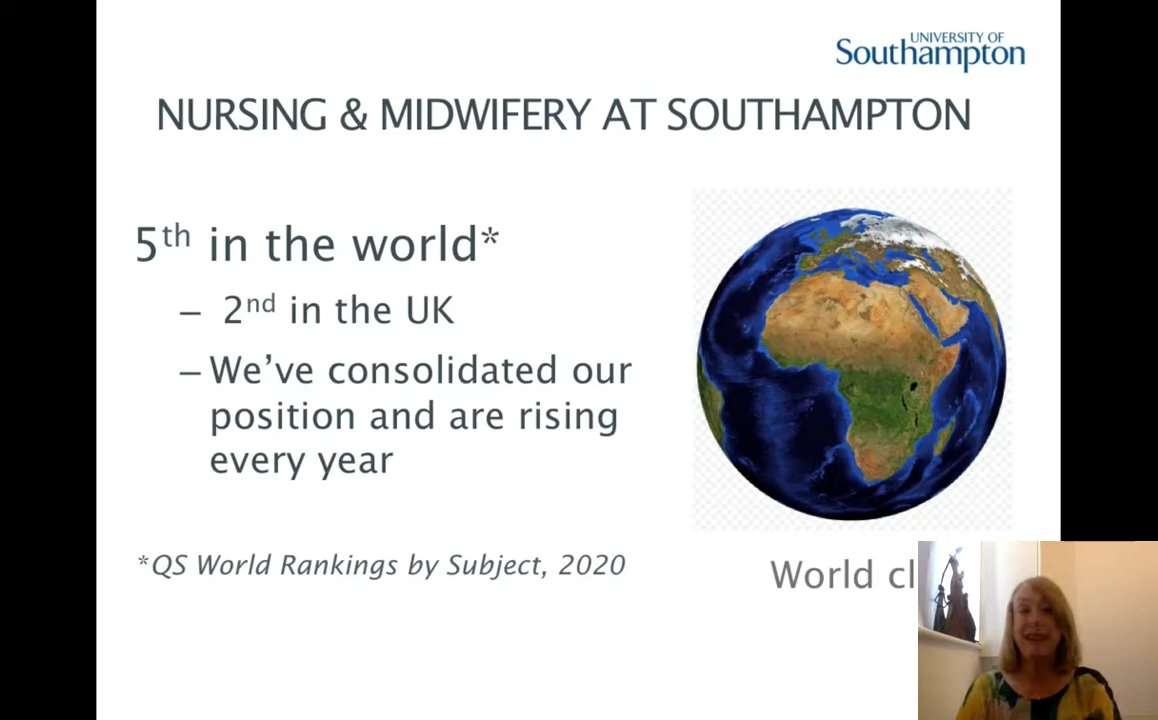 UNIVERSITY OF
Southampton
NURSING & MIDWIFERY AT SOUTHAMPTON
5th in the world*
– 2nd in the UK
– We’ve consolidated our
position and are rising
every year
*QS World Rankings by Subject, 2020
World cl